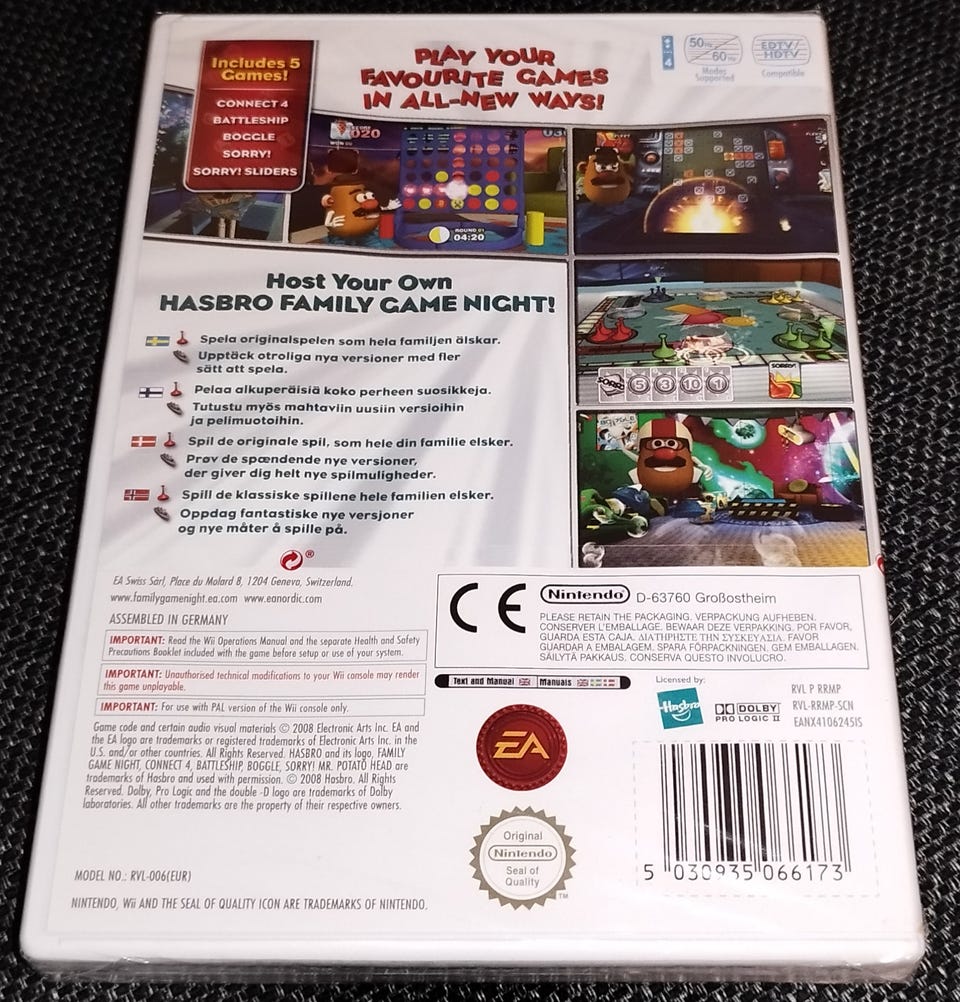 Includes 5
Games!
CONNECT 4
BATTLESHIP
BOGGLE
SORRY!
SORRY! SLIDERS
PLAY YOUR
FAVOURITE GAMES
IN ALL-NEW WAYS!
4
50Hz
60Hz
Modes
Supported
EDTV/
HDTV
Compatible
020
ROUND 01
04:20
SORRY!
5 3 10 1
SORRY!
Host Your Own
HASBRO FAMILY GAME NIGHT!
Spela originalspelen som hela familjen älskar.
Upptäck otroliga nya versioner med fler
sätt att spela.
Pelaa alkuperäisiä koko perheen suosikkeja.
Tutustu myös mahtaviin uusiin versioihin
ja pelimuotoihin.
Spil de originale spil, som hele din familie elsker.
Prøv de spændende nye versioner,
der giver dig helt nye spilmuligheder.
Spill de klassiske spillene hele familien elsker.
Oppdag fantastiske nye versjoner
og nye måter å spille på.
®
EA Swiss Sàrl, Place du Molard 8, 1204 Geneva, Switzerland.
www.familygamenight.ea.com www.eanordic.com
ASSEMBLED IN GERMANY
IMPORTANT: Read the Wii Operations Manual and the separate Health and Safety
Precautions Booklet included with the game before setup or use of your system.
IMPORTANT: Unauthorised technical modifications to your Wii console may render
this game unplayable.
IMPORTANT: For use with PAL version of the Wii console only.
Game code and certain audio visual materials © 2008 Electronic Arts Inc. EA and
the EA logo are trademarks or registered trademarks of Electronic Arts Inc. in the
U.S. and/or other countries. All Rights Reserved. HASBRO and its logo, FAMILY
GAME NIGHT, CONNECT 4, BATTLESHIP, BOGGLE, SORRY! MR. POTATO HEAD are
trademarks of Hasbro and used with permission. © 2008 Hasbro. All Rights
Reserved. Dolby, Pro Logic and the double -D logo are trademarks of Dolby
laboratories. All other trademarks are the property of their respective owners.
MODEL NO.: RVL-006(EUR)
NINTENDO, Wii AND THE SEAL OF QUALITY ICON ARE TRADEMARKS OF NINTENDO.
CE
Nintendo® D-63760 Großostheim
PLEASE RETAIN THE PACKAGING. VERPACKUNG AUFHEBEN.
CONSERVER L'EMBALLAGE. BEWAAR DEZE VERPAKKING. POR FAVOR,
GUARDA ESTA CAJA. ΔΙΑΤΗΡΗΣΤΕ ΤΗΝ ΣΥΣΚΕΥΑΣΙΑ. FAVOR
GUARDAR A EMBALAGEM. SPARA FÖRPACKNINGEN. GEM EMBALLAGEN.
SÄILYTÄ PAKKAUS. CONSERVA QUESTO INVOLUCRO.
Text and Manual Manuals
Licensed by:
Hasbro
DOLBY
PRO LOGIC II
RVL P RRMP
RVL-RRMP-SCN
EANX4106245IS
EA
Original
Nintendo
Seal of
Quality
TM
5 030935 066173